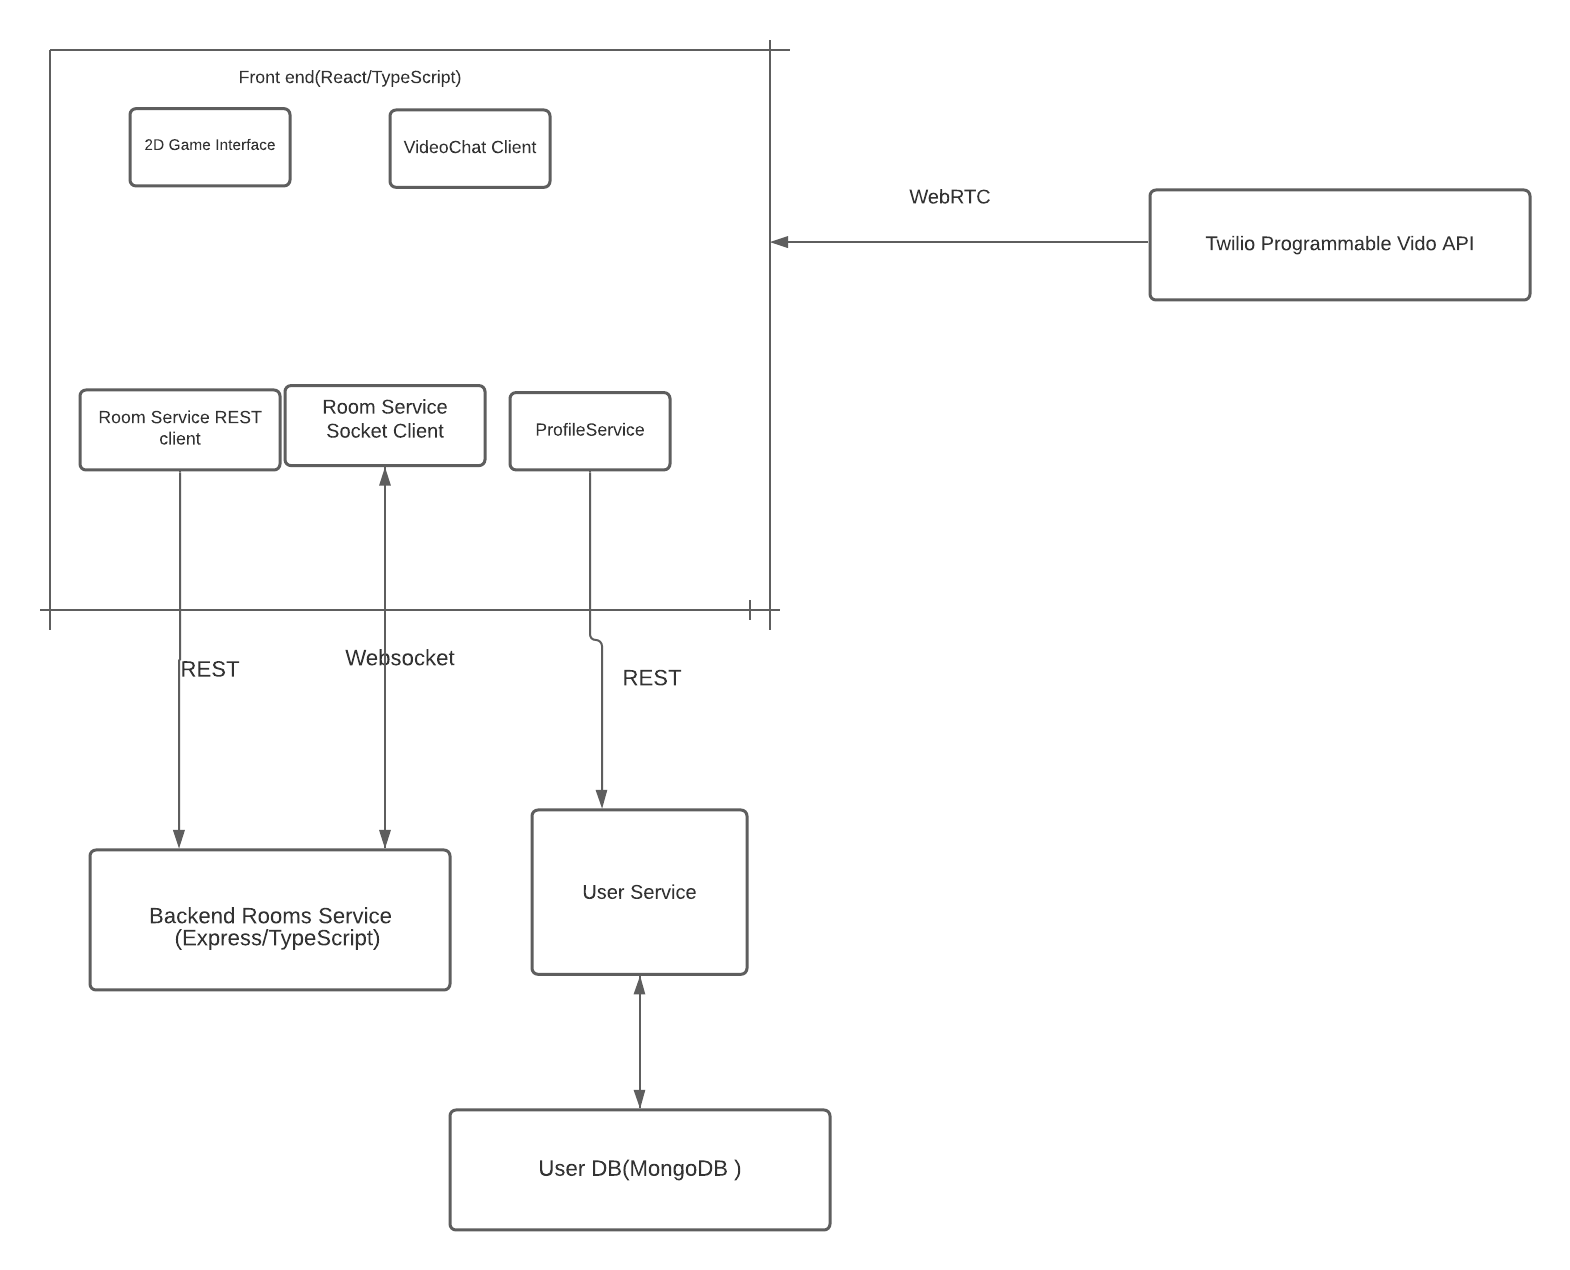 Front end(React/TypeScript)
2D Game Interface
VideoChat Client
WebRTC
Twilio Programmable Vido API
Room Service REST
client
Room Service
Socket Client
ProfileService
REST
Websocket
REST
Backend Rooms Service
(Express/TypeScript)
User Service
User DB(MongoDB )